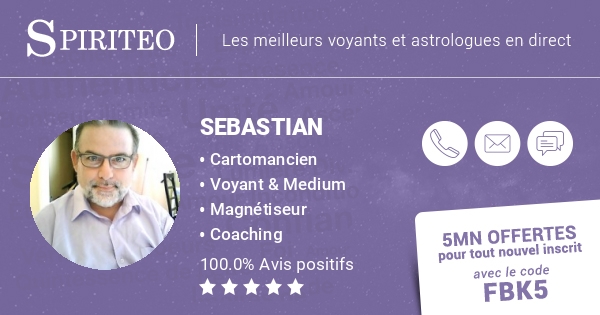 SPIRITEO
Les meilleurs voyants et astrologues en direct
SEBASTIAN
• Cartomancien
• Voyant & Medium
• Magnétiseur
• Coaching
100.0% Avis positifs
5MN OFFERTES
pour tout nouvel inscrit
avec le code
FBK5